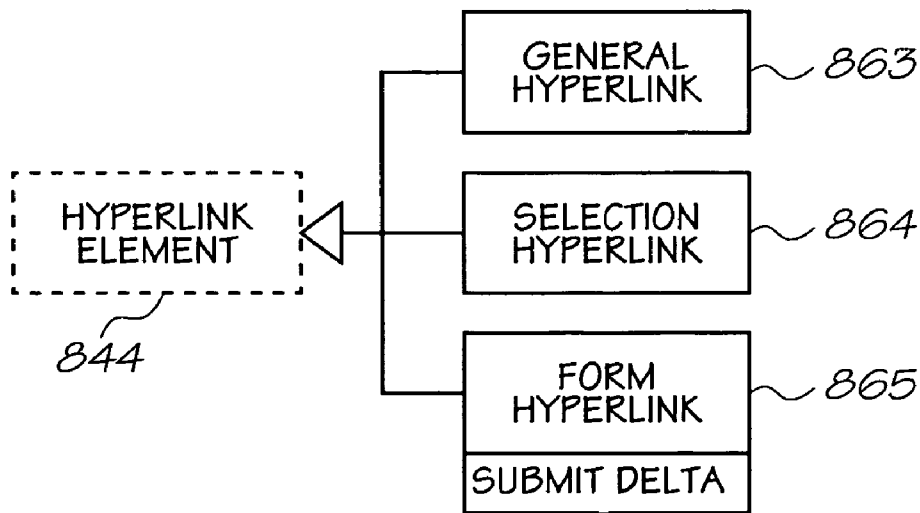 GENERAL
HYPERLINK
863
HYPERLINK
ELEMENT
844
SELECTION
HYPERLINK
864
FORM
HYPERLINK
865
SUBMIT DELTA